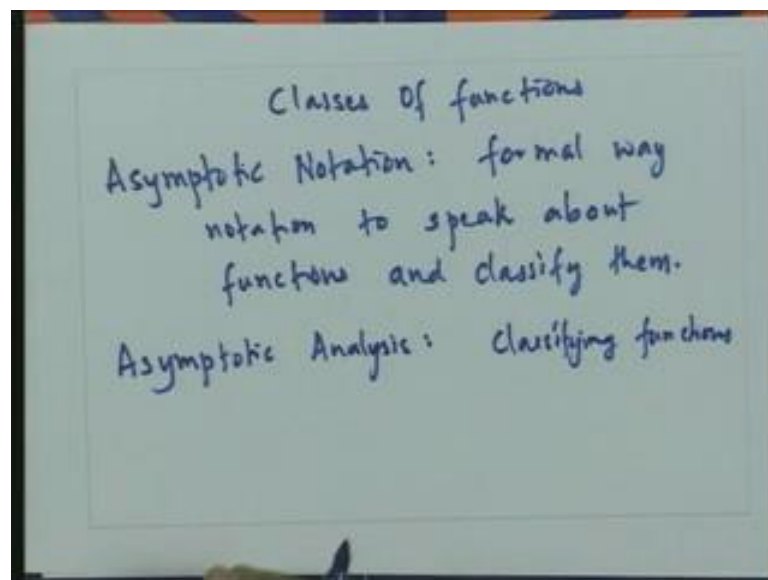 Classes Of functions
Asymptotic Notation: formal way
notation to speak about
functions and classify them.
Asymptotic Analysis: Classifying functions